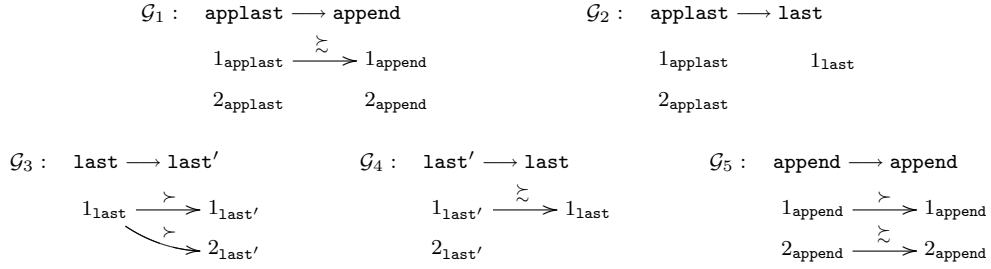 𝒢₁ : applast ⟶ append 𝒢₂ : applast ⟶ last
1applast ≿ 1append 1applast 1last
2applast 2append 2applast
𝒢₃ : last ⟶ last′ 𝒢₄ : last′ ⟶ last 𝒢₅ : append ⟶ append
1last ≻ 1last′ 1last′ ≿ 1last 1append ≻ 1append
≻ 2last′ 2last′ 2append ≿ 2append